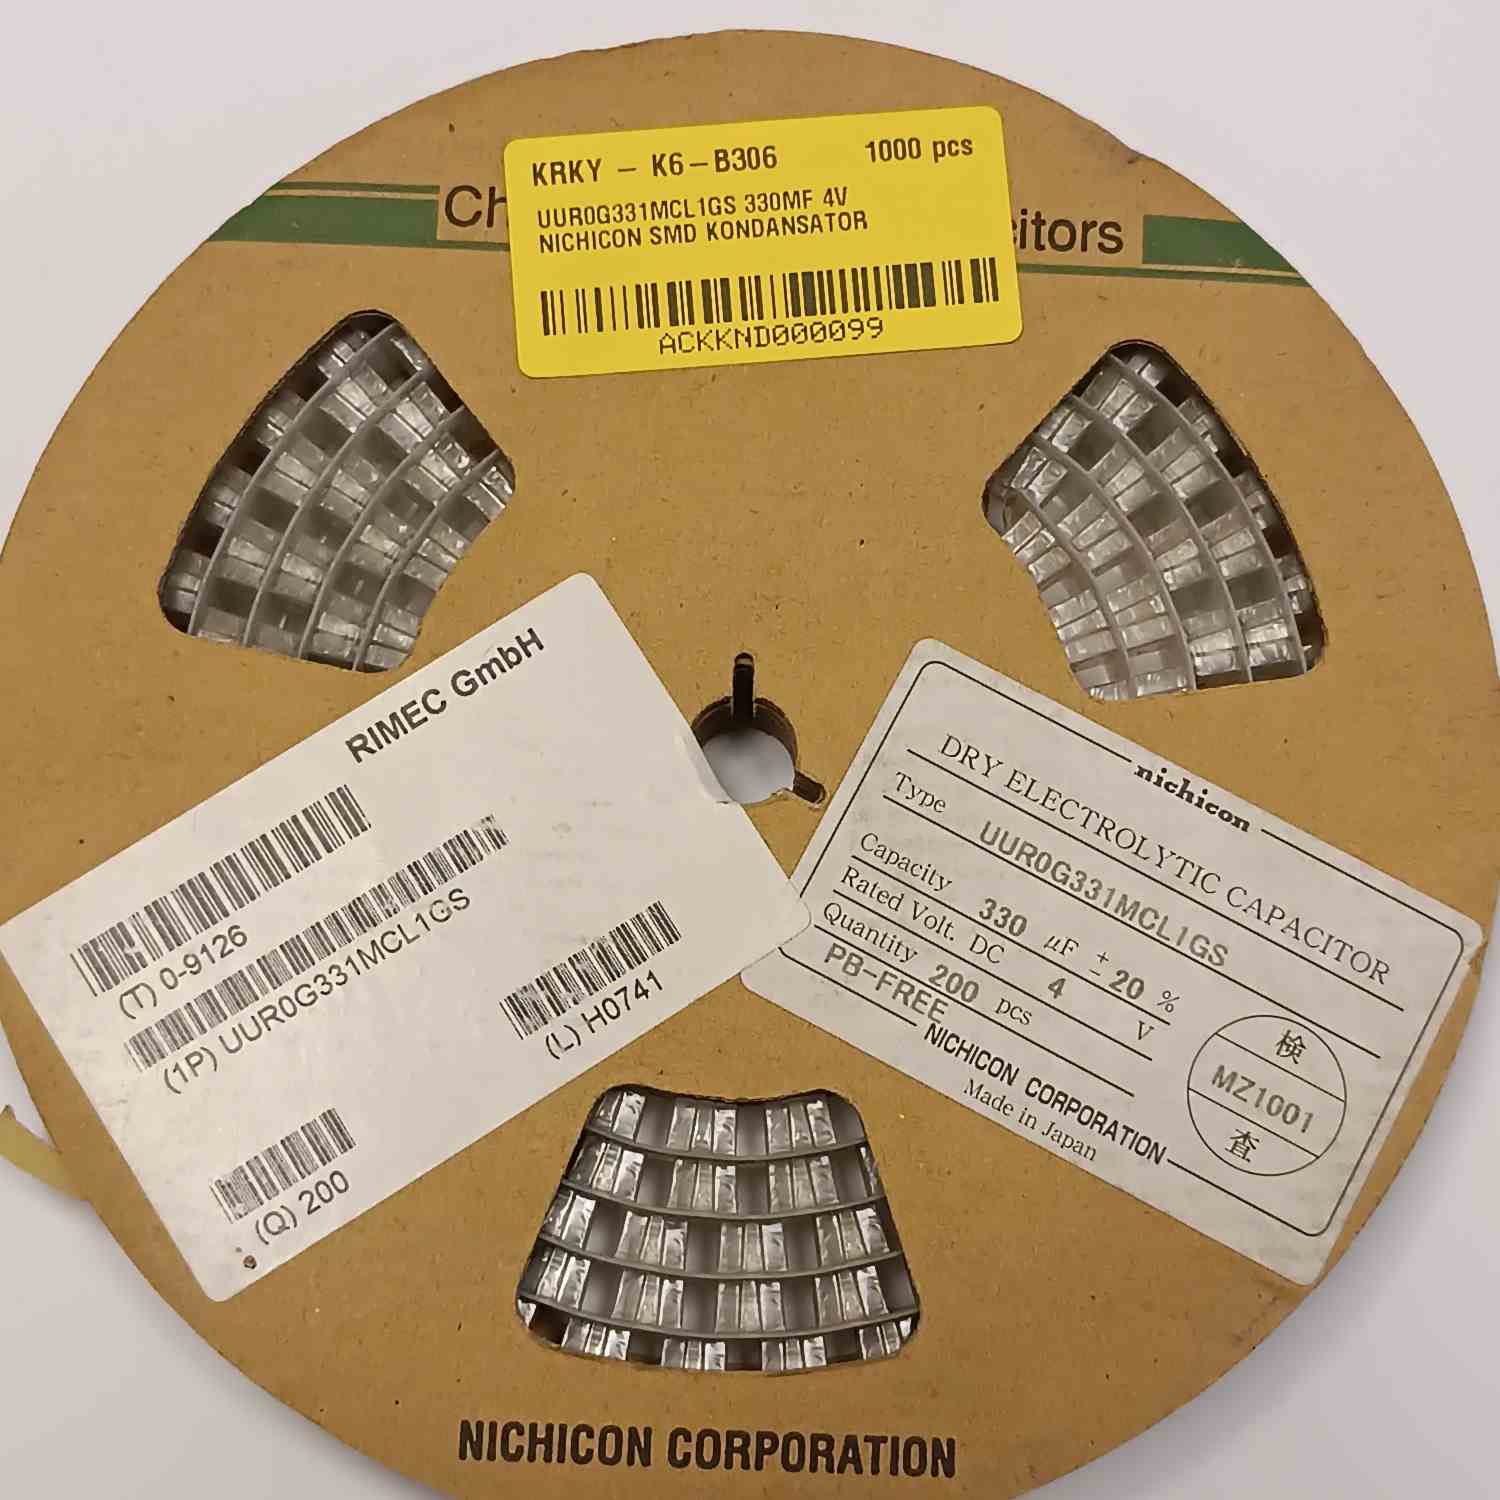 KRKY – K6–B306 1000 pcs
UUR0G331MCL1GS 330MF 4V
NICHICON SMD KONDANSATOR
ACKKND000099
Ch
itors
RIMEC GmbH
(T) 0-9126
(1P) UUR0G331MCL1GS
(L) H0741
(Q) 200
nichicon
DRY ELECTROLYTIC CAPACITOR
Type UUR0G331MCL1GS
Capacity 330 µF ± 20 %
Rated Volt. DC 4 V
Quantity 200 pcs
PB-FREE
NICHICON CORPORATION
Made in Japan
検
MZ1001
査
NICHICON CORPORATION